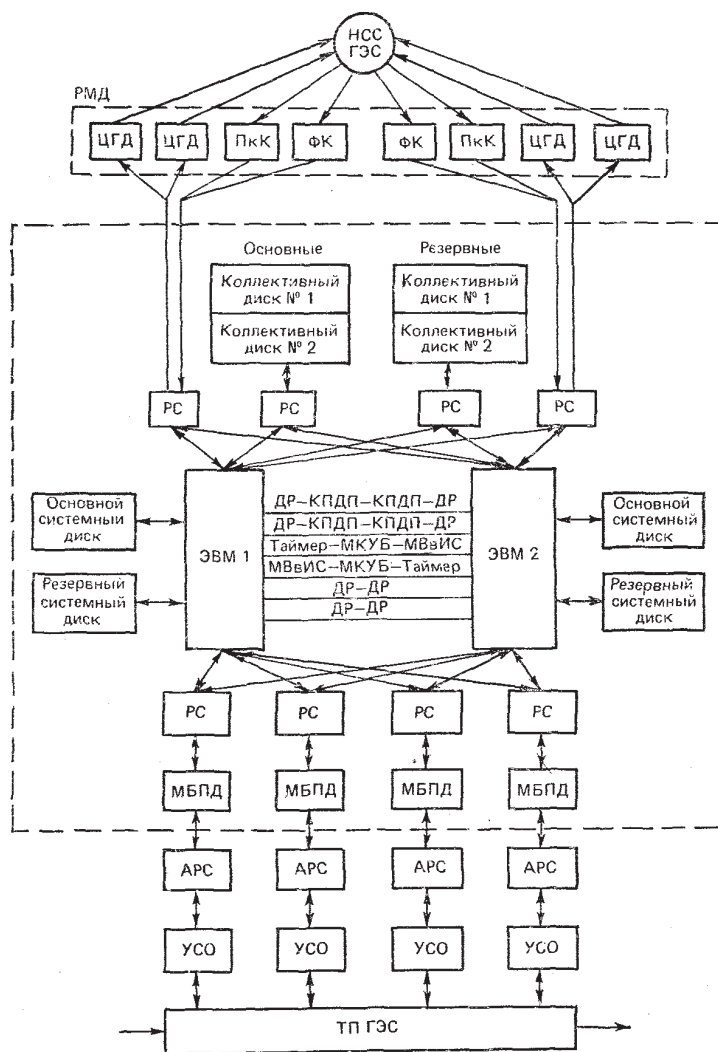 НСС
ГЭС
РМД
ЦГД
ЦГД
ПкК
ФК
ФК
ПкК
ЦГД
ЦГД
Основные
Резервные
Коллективный
диск № 1
Коллективный
диск № 2
Коллективный
диск № 1
Коллективный
диск № 2
РС
РС
РС
РС
Основной
системный
диск
Резервный
системный
диск
ЭВМ 1
ДР–КПДП–КПДП–ДР
ДР–КПДП–КПДП–ДР
Таймер–МКУБ–МВвИС
МВвИС–МКУБ–Таймер
ДР–ДР
ДР–ДР
ЭВМ 2
Основной
системный
диск
Резервный
системный
диск
РС
РС
РС
РС
МБПД
МБПД
МБПД
МБПД
АРС
АРС
АРС
АРС
УСО
УСО
УСО
УСО
ТП ГЭС